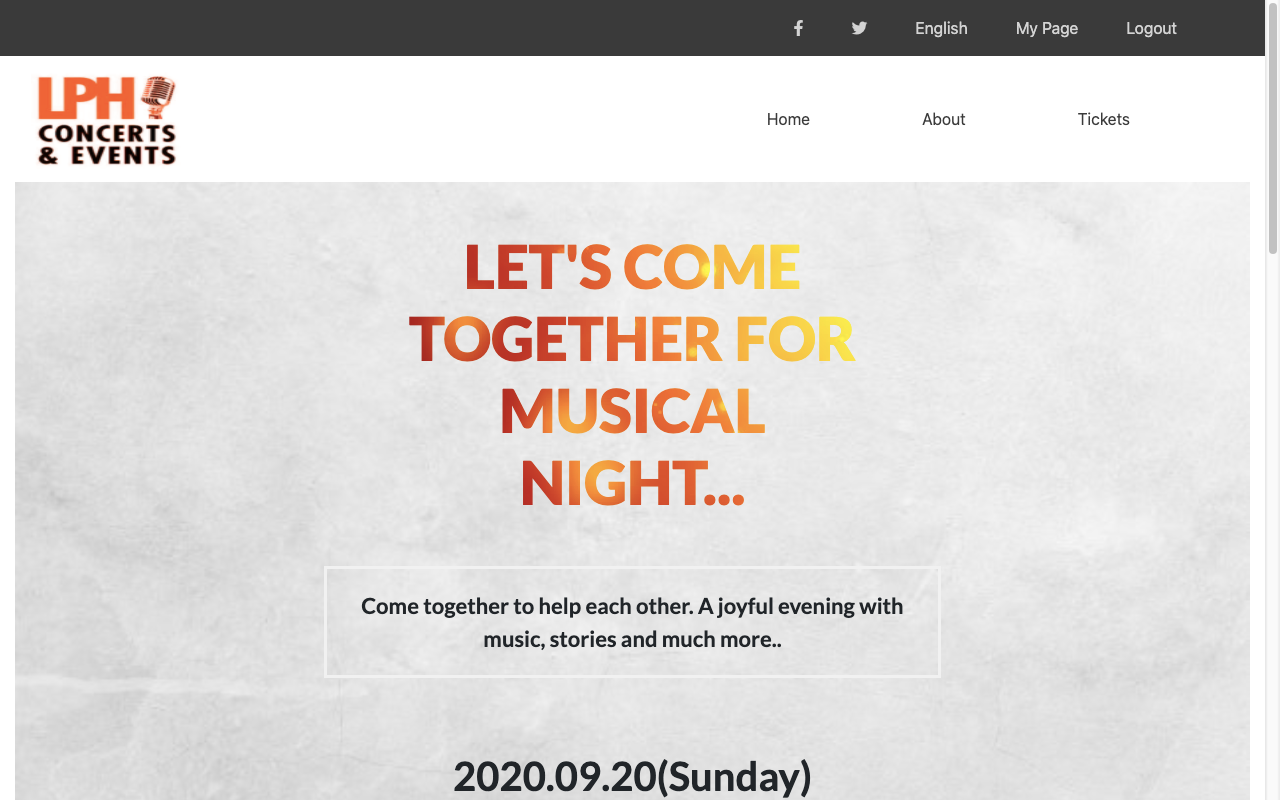 English
My Page
Logout
LPH
CONCERTS
& EVENTS
Home
About
Tickets
LET'S COME
TOGETHER FOR
MUSICAL
NIGHT...
Come together to help each other. A joyful evening with
music, stories and much more..
2020.09.20(Sunday)